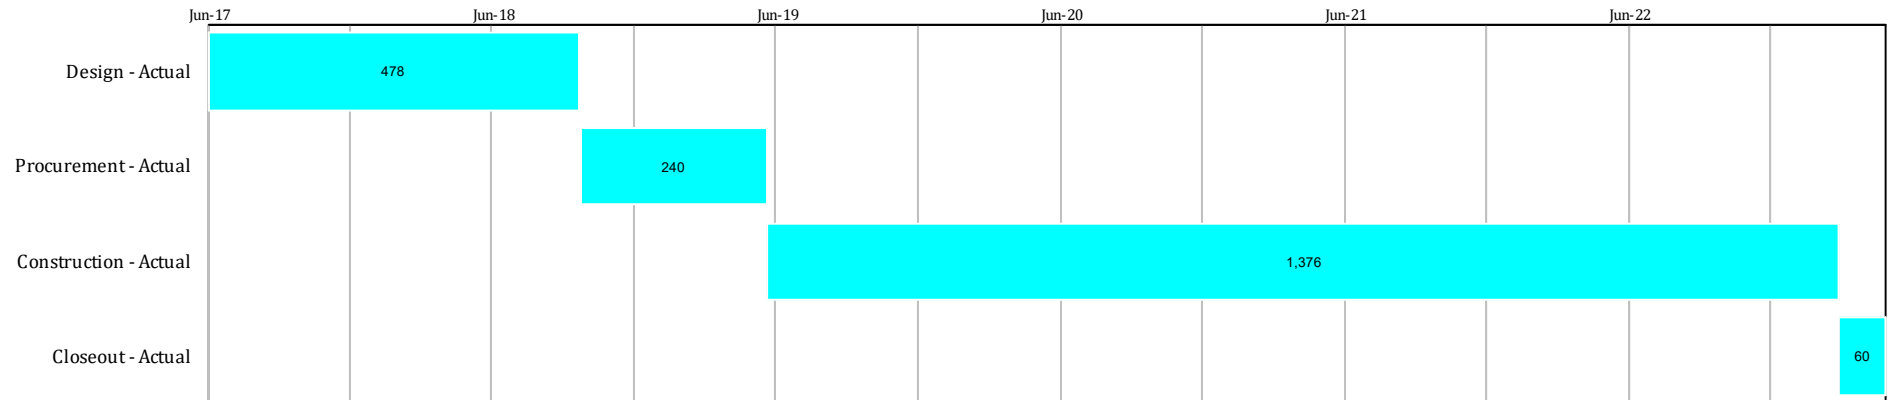 Jun-17 Jun-18 Jun-19 Jun-20 Jun-21 Jun-22
Design - Actual 478
Procurement - Actual 240
Construction - Actual 1,376
Closeout - Actual 60